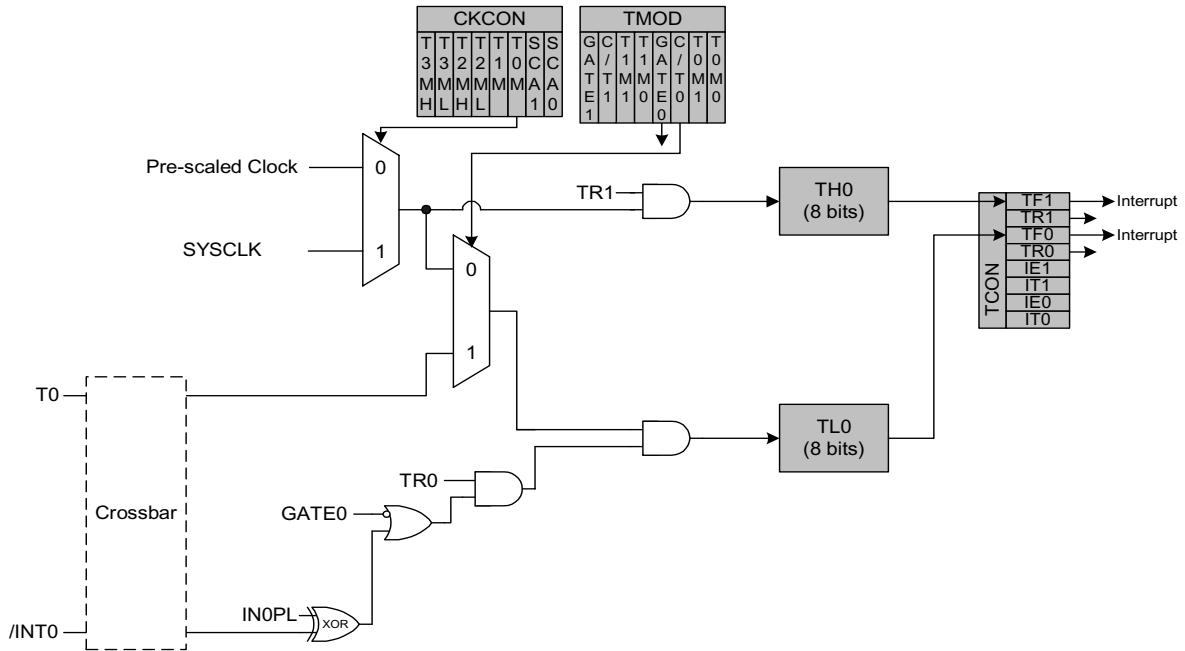 CKCON
TMOD
T3MH
T3ML
T2MH
T2ML
T1M
T0M
SCA1
SCA0
GATE1
C/T1
T1M1
T1M0
GATE0
C/T0
T0M1
T0M0
Pre-scaled Clock
0
SYSCLK
1
TR1
TH0
(8 bits)
TCON
TF1
TR1
TF0
TR0
IE1
IT1
IE0
IT0
Interrupt
Interrupt
0
1
T0
Crossbar
TL0
(8 bits)
TR0
GATE0
IN0PL
XOR
/INT0